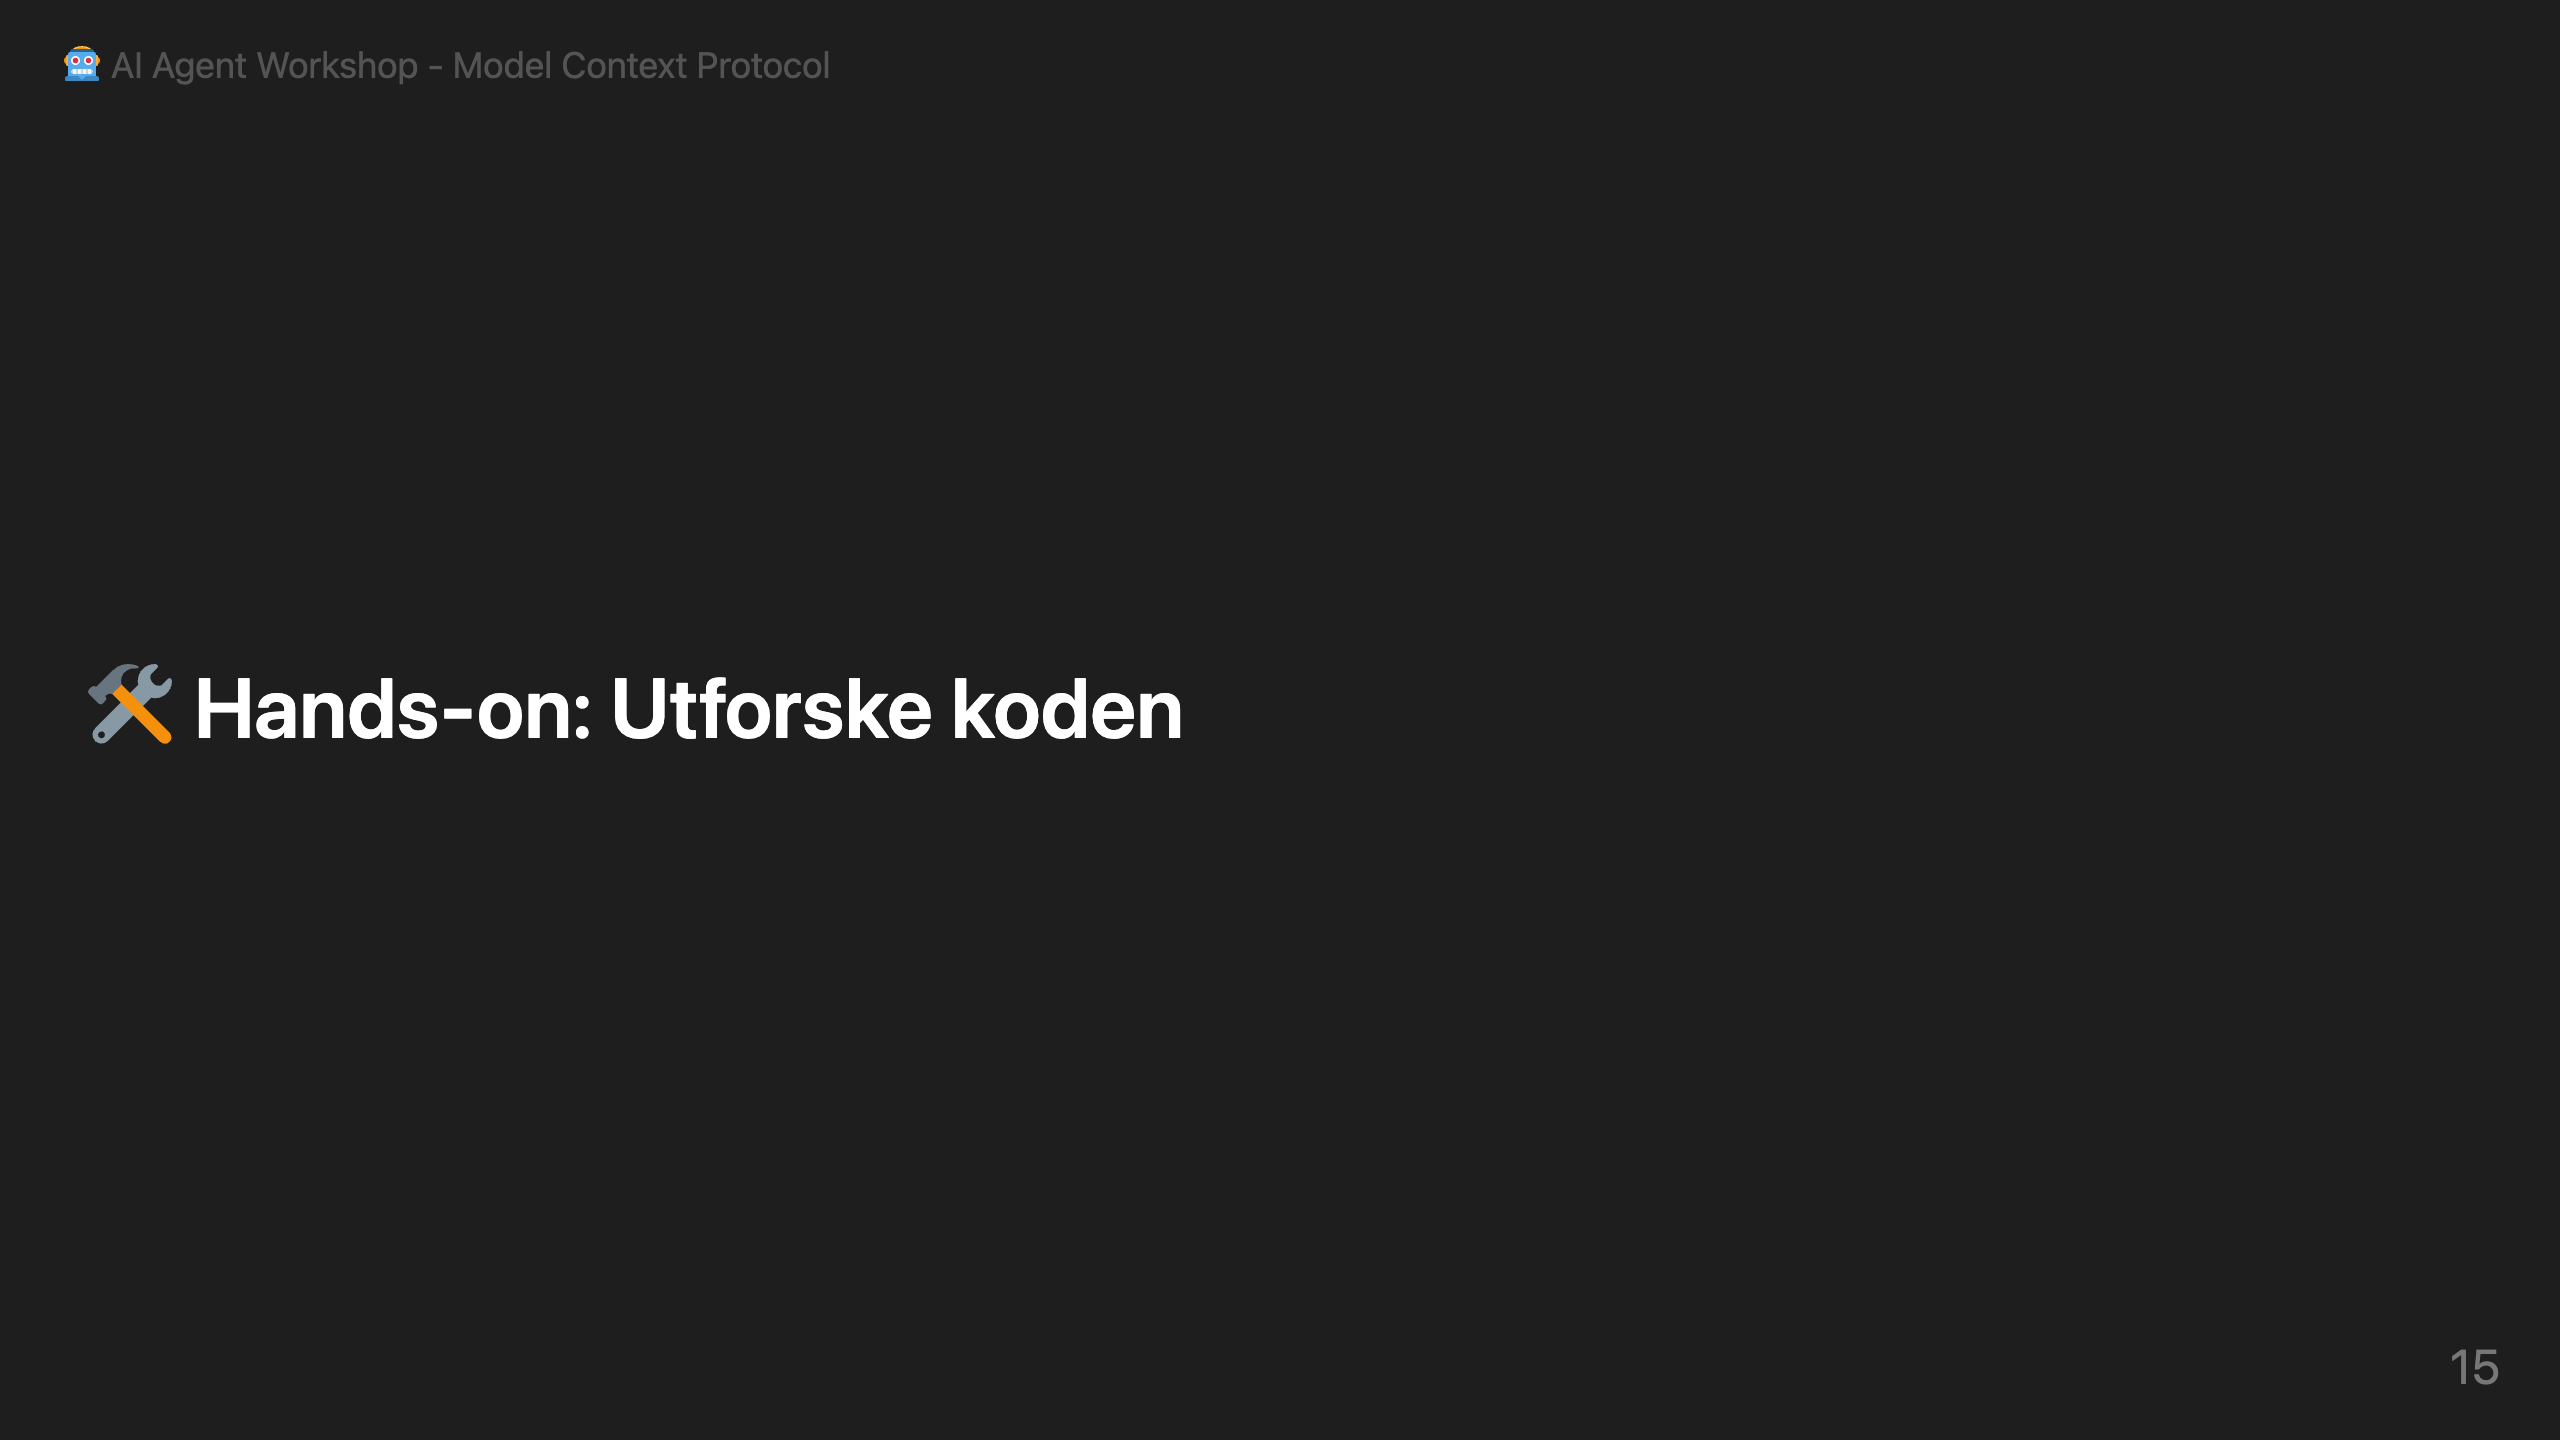 🤖 AI Agent Workshop - Model Context Protocol
🛠️ Hands-on: Utforske koden
15